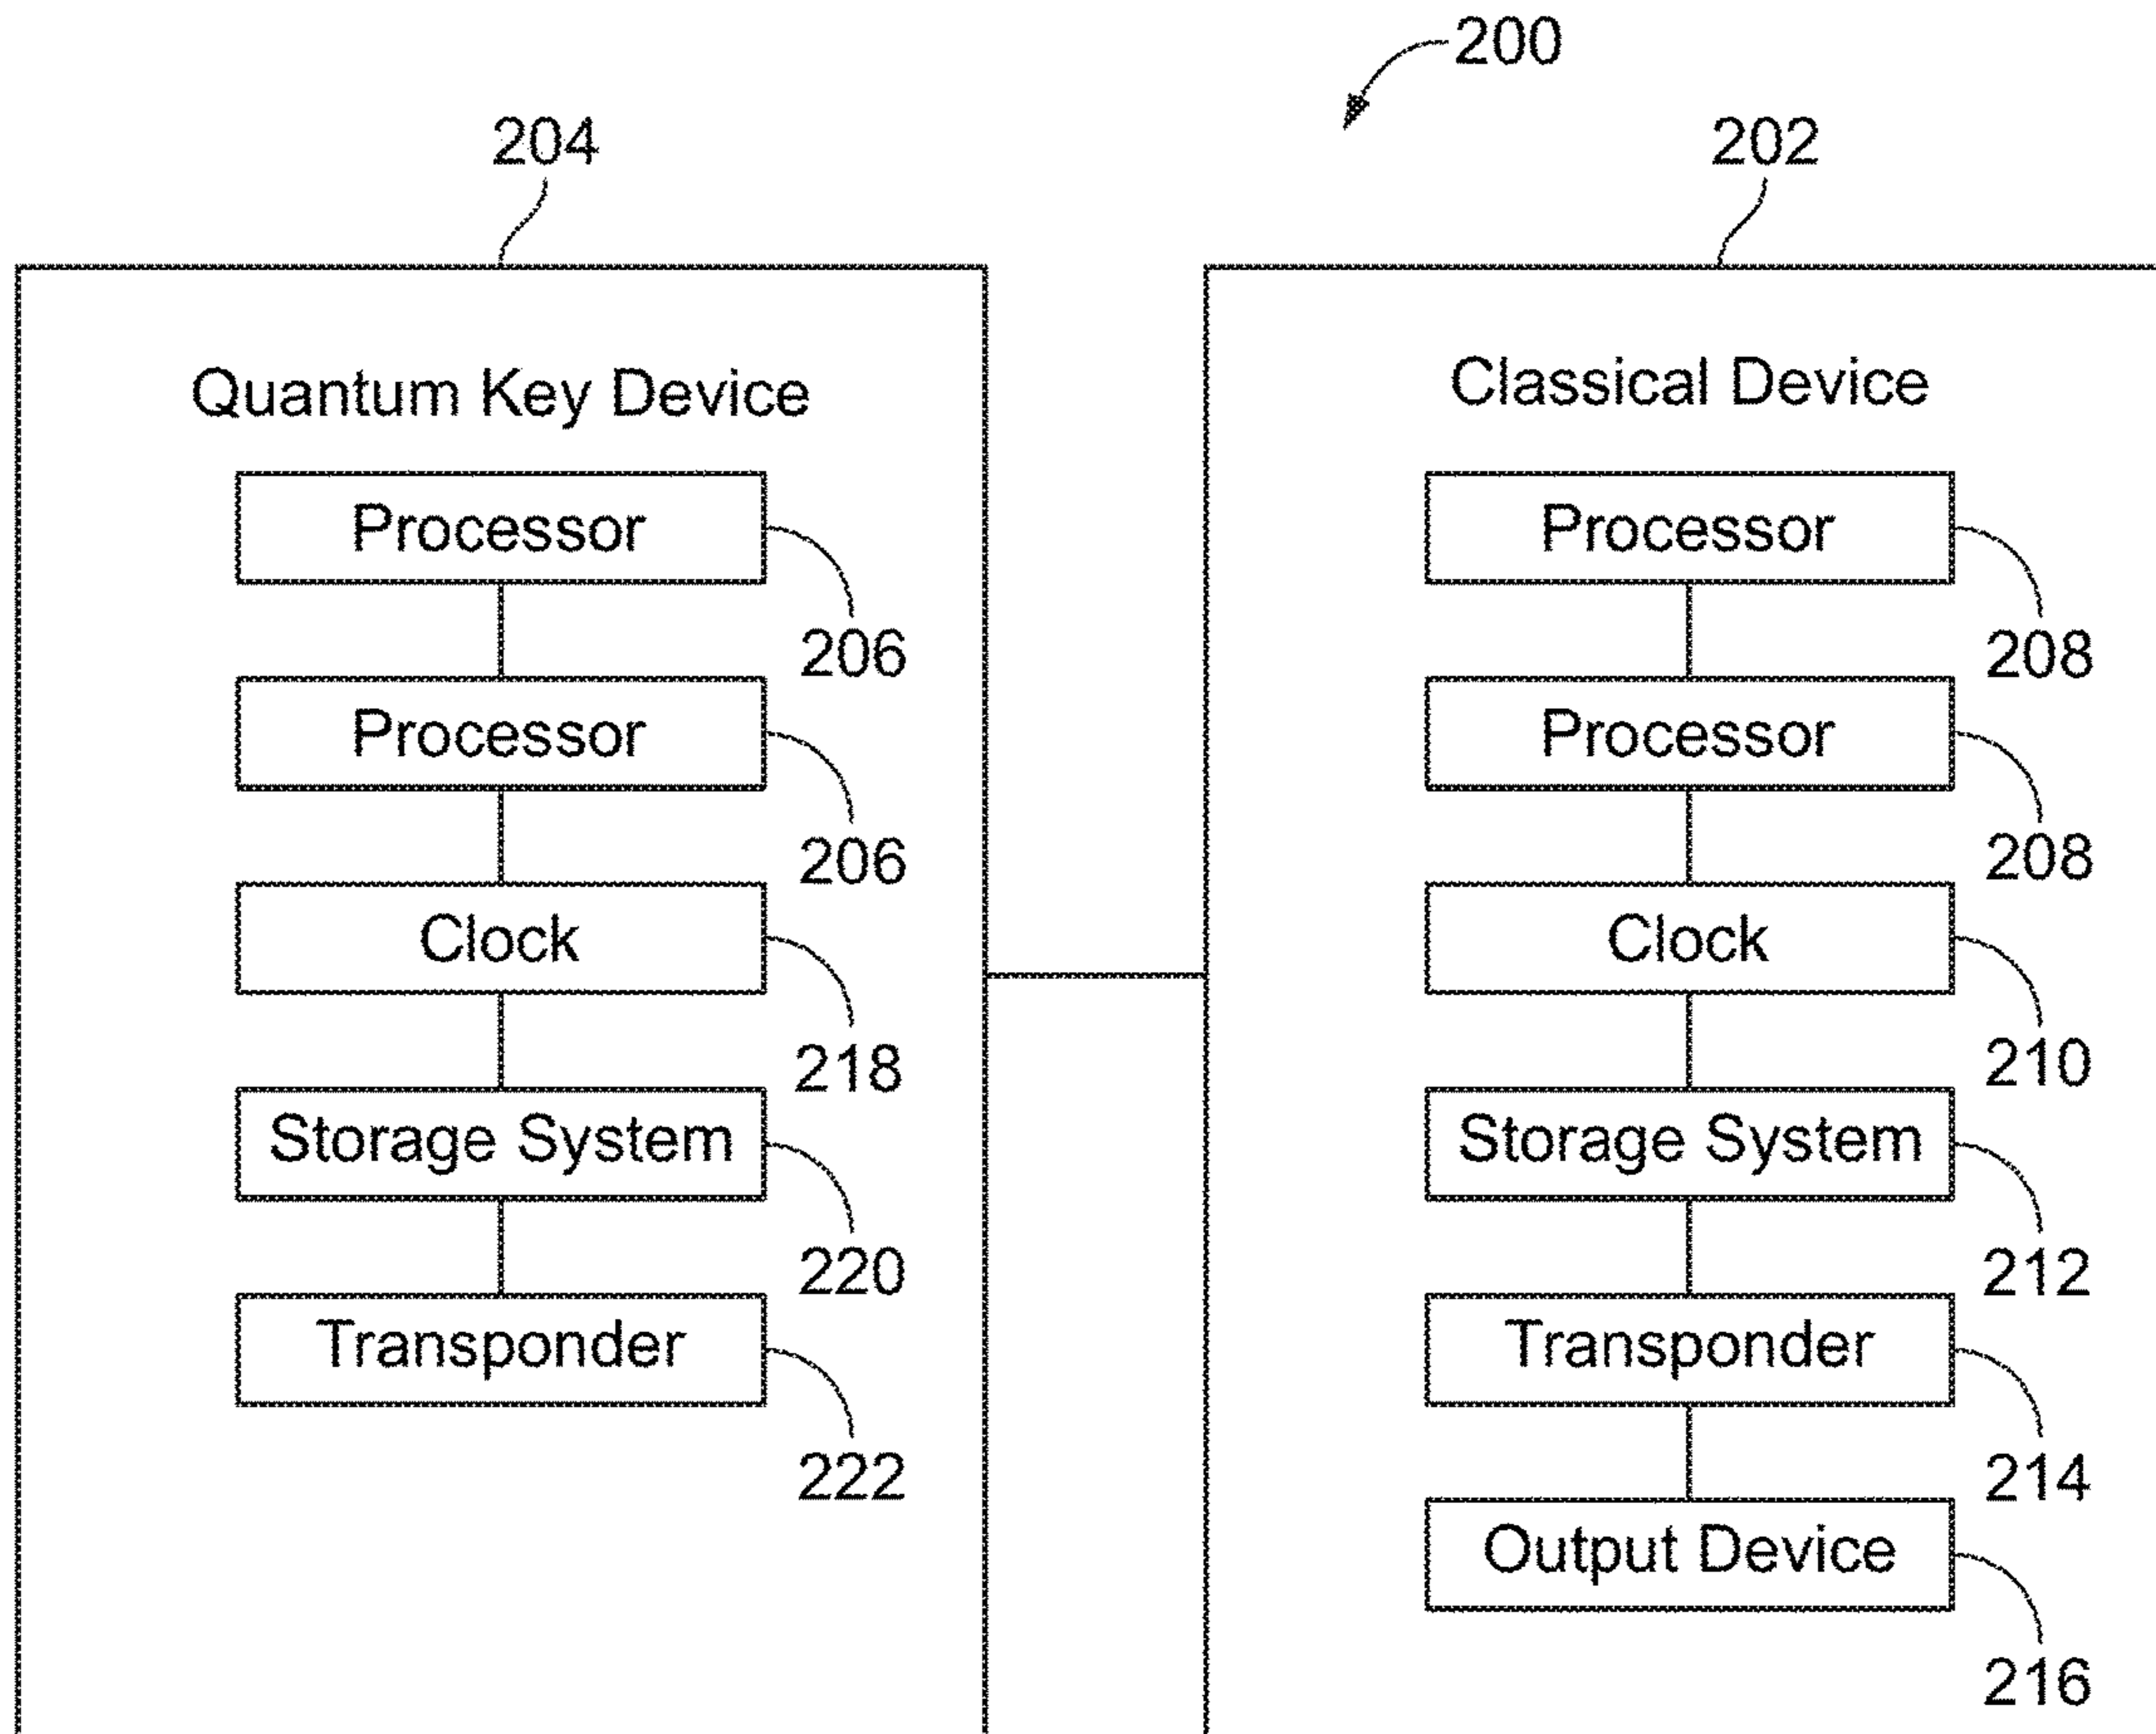 200
204
202
Quantum Key Device
Classical Device
Processor
206
Processor
206
Clock
218
Storage System
220
Transponder
222
Processor
208
Processor
208
Clock
210
Storage System
212
Transponder
214
Output Device
216